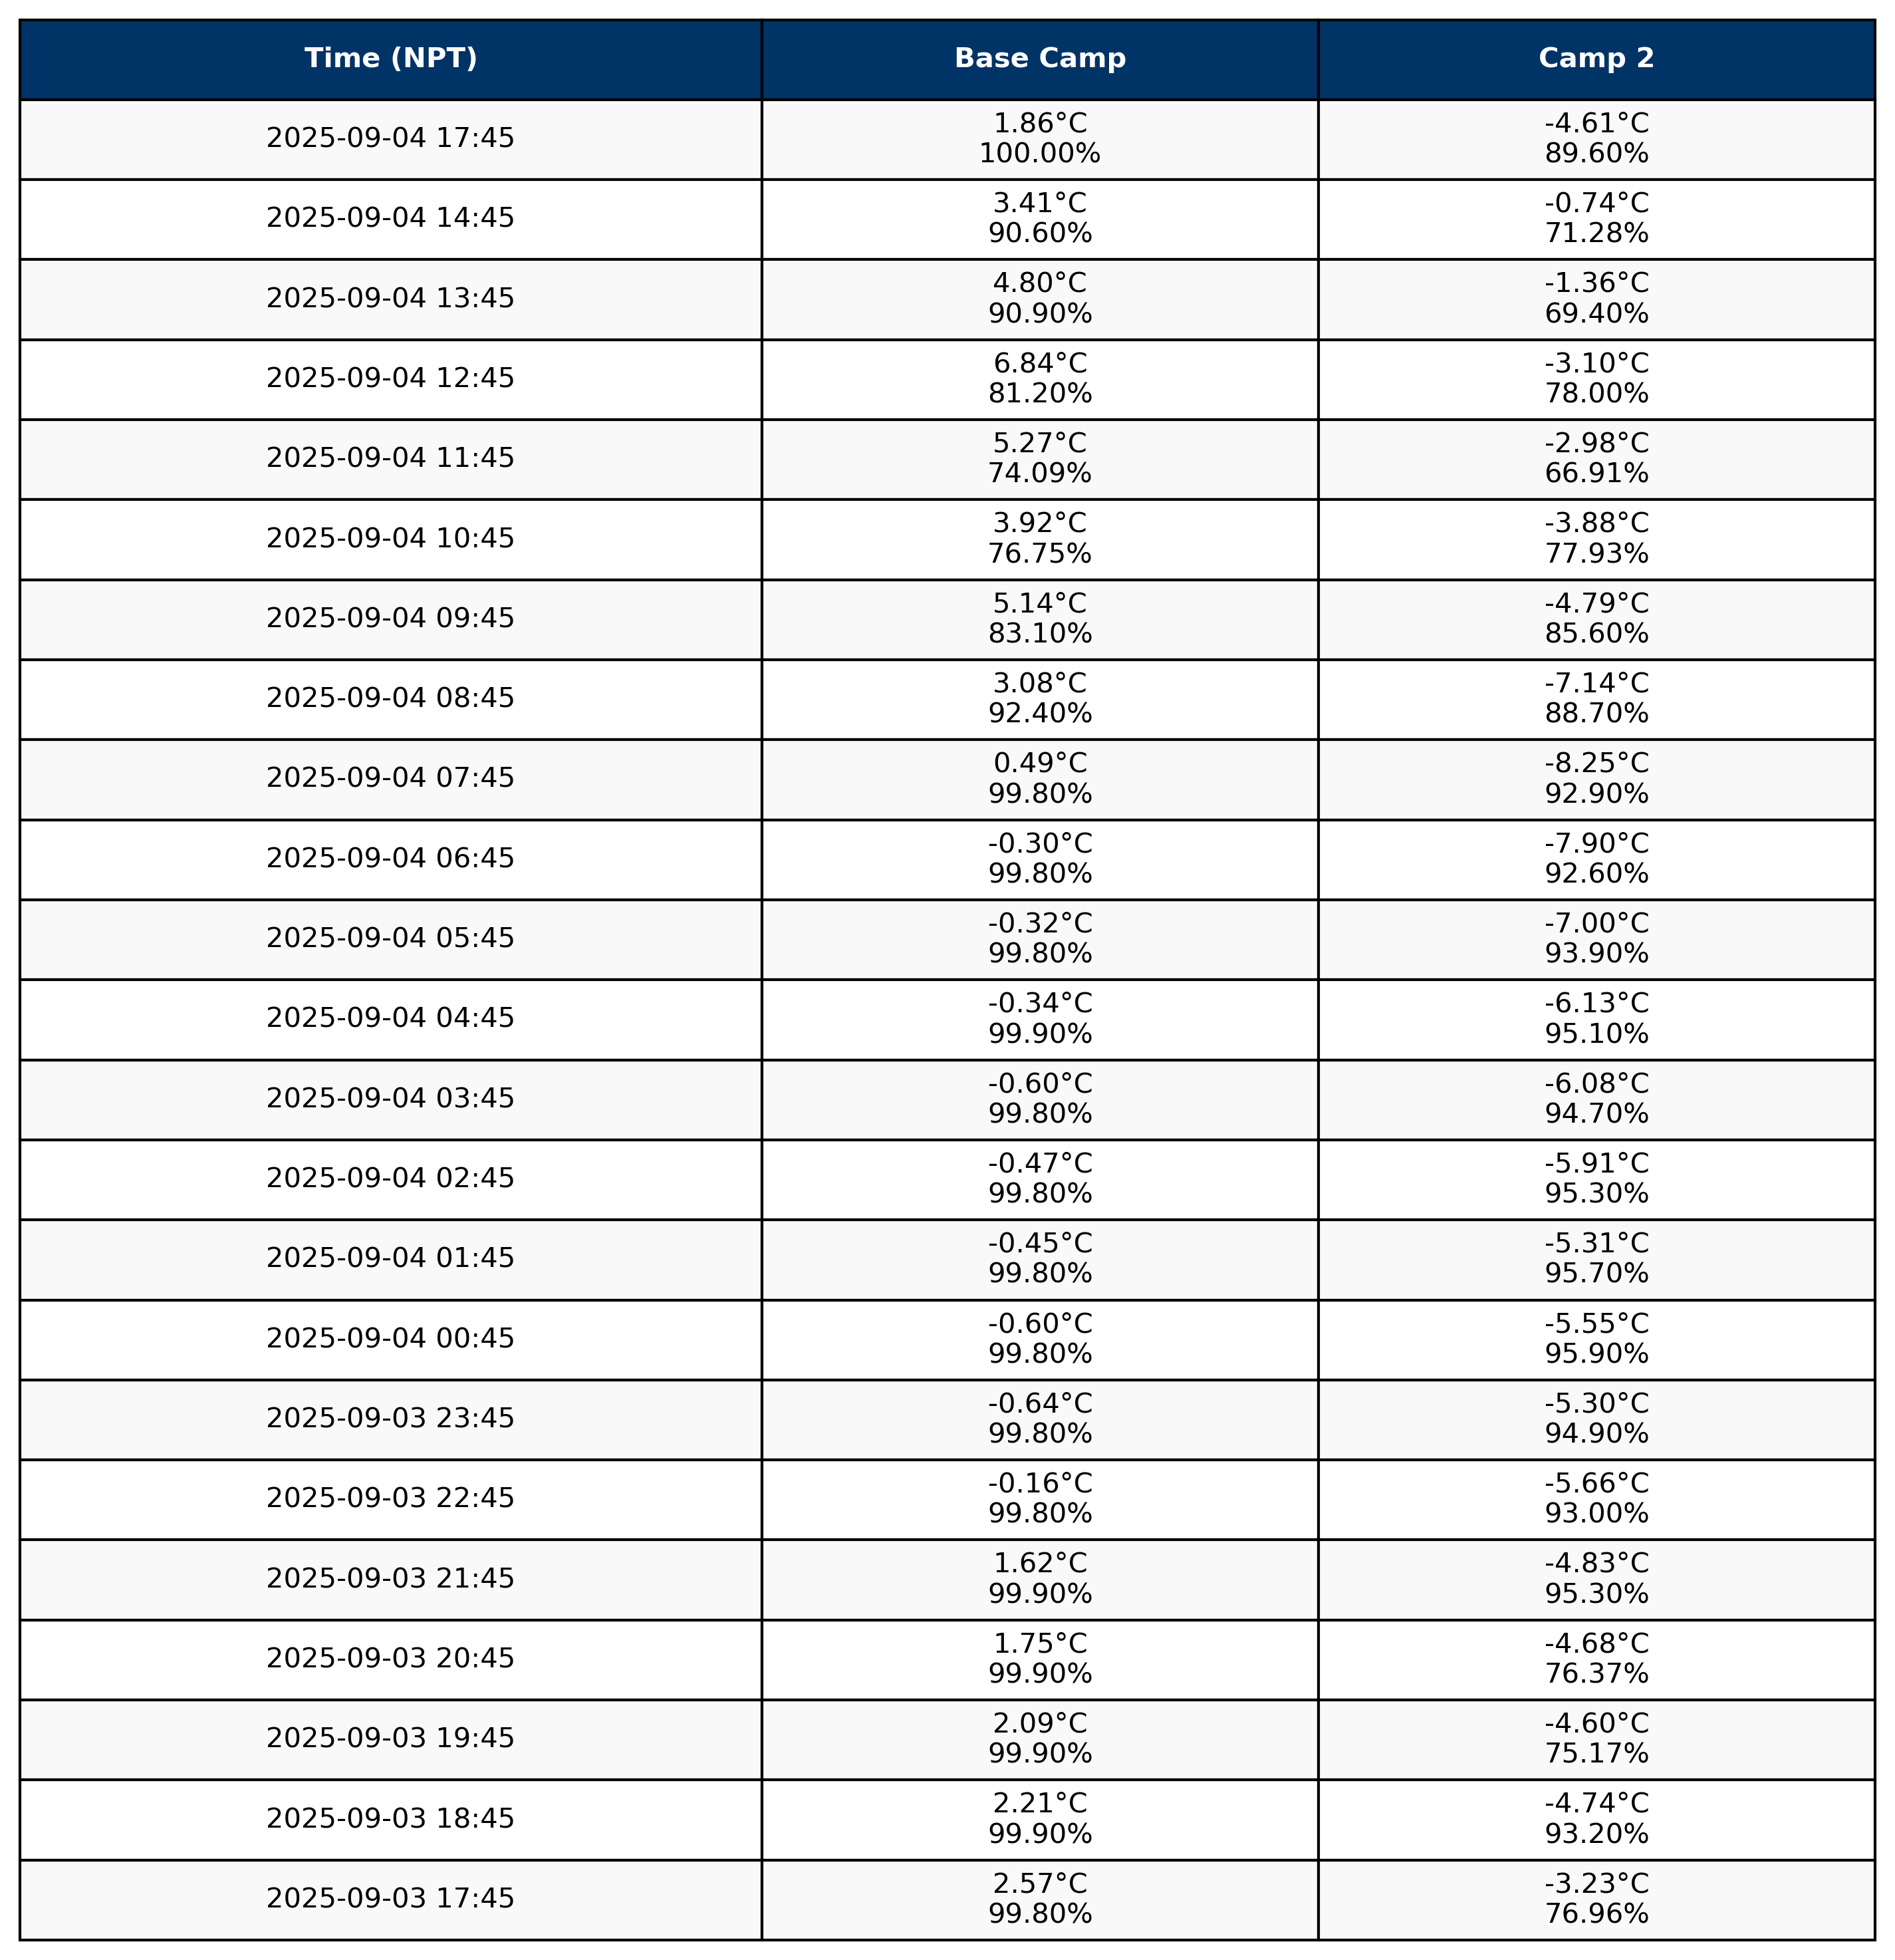 Time (NPT) Base Camp Camp 2
2025-09-04 17:45 1.86°C -4.61°C
100.00% 89.60%
2025-09-04 14:45 3.41°C -0.74°C
90.60% 71.28%
2025-09-04 13:45 4.80°C -1.36°C
90.90% 69.40%
2025-09-04 12:45 6.84°C -3.10°C
81.20% 78.00%
2025-09-04 11:45 5.27°C -2.98°C
74.09% 66.91%
2025-09-04 10:45 3.92°C -3.88°C
76.75% 77.93%
2025-09-04 09:45 5.14°C -4.79°C
83.10% 85.60%
2025-09-04 08:45 3.08°C -7.14°C
92.40% 88.70%
2025-09-04 07:45 0.49°C -8.25°C
99.80% 92.90%
2025-09-04 06:45 -0.30°C -7.90°C
99.80% 92.60%
2025-09-04 05:45 -0.32°C -7.00°C
99.80% 93.90%
2025-09-04 04:45 -0.34°C -6.13°C
99.90% 95.10%
2025-09-04 03:45 -0.60°C -6.08°C
99.80% 94.70%
2025-09-04 02:45 -0.47°C -5.91°C
99.80% 95.30%
2025-09-04 01:45 -0.45°C -5.31°C
99.80% 95.70%
2025-09-04 00:45 -0.60°C -5.55°C
99.80% 95.90%
2025-09-03 23:45 -0.64°C -5.30°C
99.80% 94.90%
2025-09-03 22:45 -0.16°C -5.66°C
99.80% 93.00%
2025-09-03 21:45 1.62°C -4.83°C
99.90% 95.30%
2025-09-03 20:45 1.75°C -4.68°C
99.90% 76.37%
2025-09-03 19:45 2.09°C -4.60°C
99.90% 75.17%
2025-09-03 18:45 2.21°C -4.74°C
99.90% 93.20%
2025-09-03 17:45 2.57°C -3.23°C
99.80% 76.96%